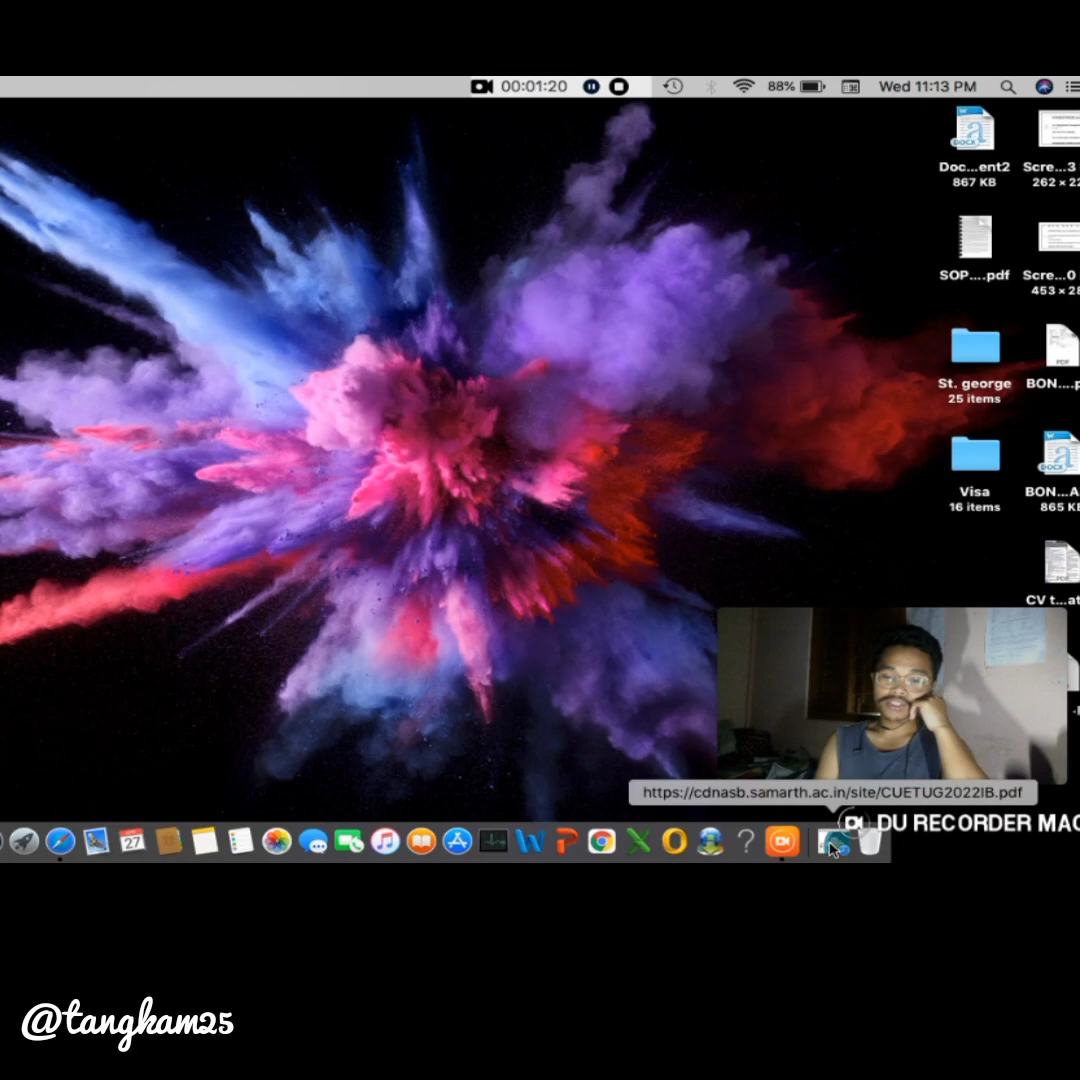 00:01:20
88%
Wed 11:13 PM
Doc...ent2
867 KB
Scre...3
262 × 22
SOP....pdf
Scre...0
453 × 28
St. george
25 items
BON....p
Visa
16 items
BON...A
865 KB
CV t...at
https://cdnasb.samarth.ac.in/site/CUETUG2022IB.pdf
DU RECORDER MAC
27
@tangkam25